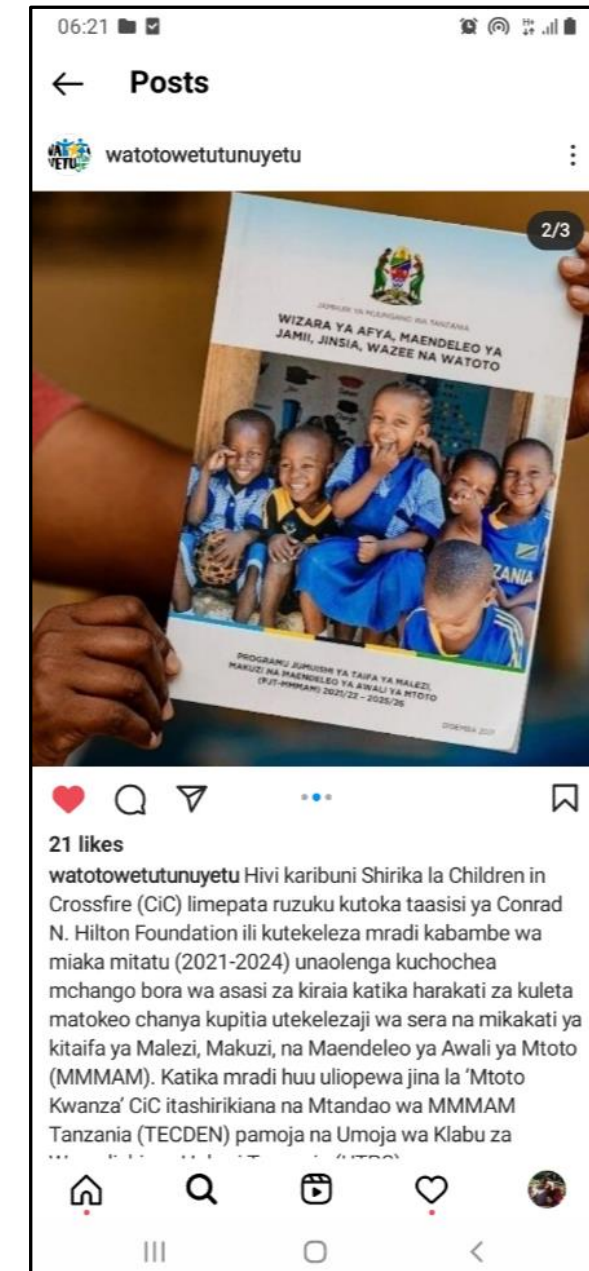 06:21
Posts
watotowetutunuyetu
2/3
JAMHURI YA MUUNGANO WA TANZANIA
WIZARA YA AFYA, MAENDELEO YA
JAMII, JINSIA, WAZEE NA WATOTO
ZANIA
PROGRAMU JUMUISHI YA TAIFA YA MALEZI,
MAKUZI NA MAENDELEO YA AWALI YA MTOTO
(PJT-MMMAM) 2021/22 – 2025/26
DISEMBA 2021
21 likes
watotowetutunuyetu Hivi karibuni Shirika la Children in
Crossfire (CiC) limepata ruzuku kutoka taasisi ya Conrad
N. Hilton Foundation ili kutekeleza mradi kabambe wa
miaka mitatu (2021-2024) unaolenga kuchochea
mchango bora wa asasi za kiraia katika harakati za kuleta
matokeo chanya kupitia utekelezaji wa sera na mikakati ya
kitaifa ya Malezi, Makuzi, na Maendeleo ya Awali ya Mtoto
(MMMAM). Katika mradi huu uliopewa jina la ‘Mtoto
Kwanza’ CiC itashirikiana na Mtandao wa MMMAM
Tanzania (TECDEN) pamoja na Umoja wa Klabu za